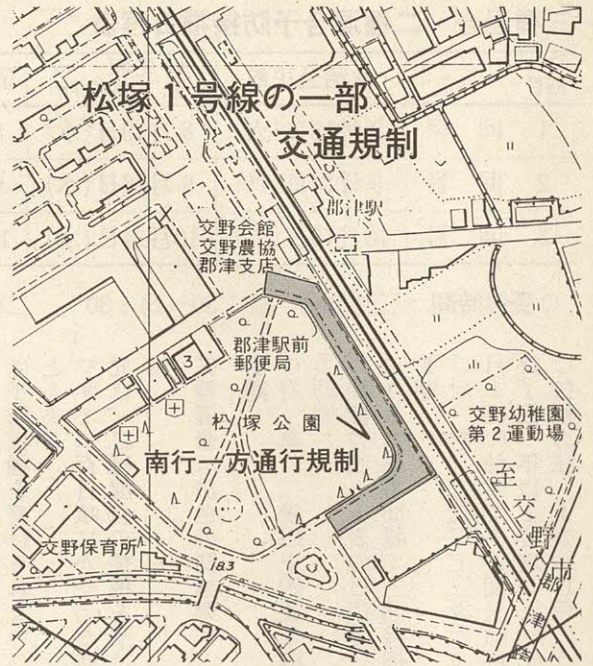 松塚1号線の一部
交通規制
郡津駅
交野会館
交野農協
郡津支店
郡津駅前
郵便局
3
松塚公園
南行一方通行規制
交野幼稚園
第2運動場
至交野市
交野保育所
郡津